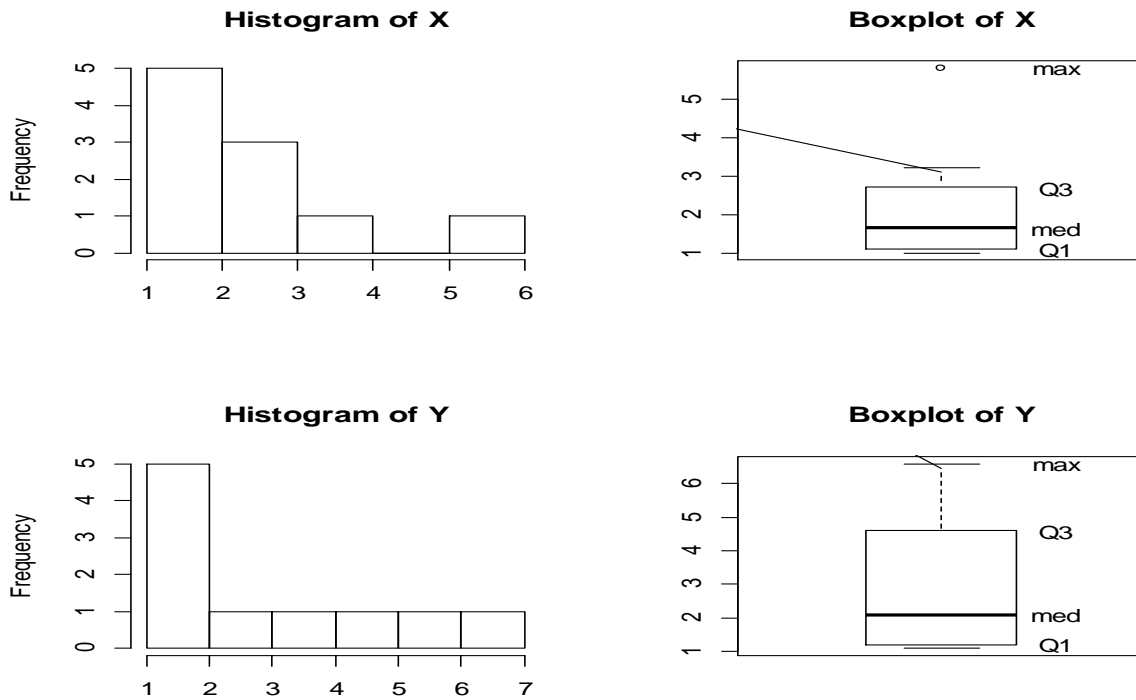 Histogram of X
Frequency
5
4
3
2
1
0
1 2 3 4 5 6
Boxplot of X
5
4
3
2
1
max
Q3
med
Q1
Histogram of Y
Frequency
5
4
3
2
1
0
1 2 3 4 5 6 7
Boxplot of Y
6
5
4
3
2
1
max
Q3
med
Q1